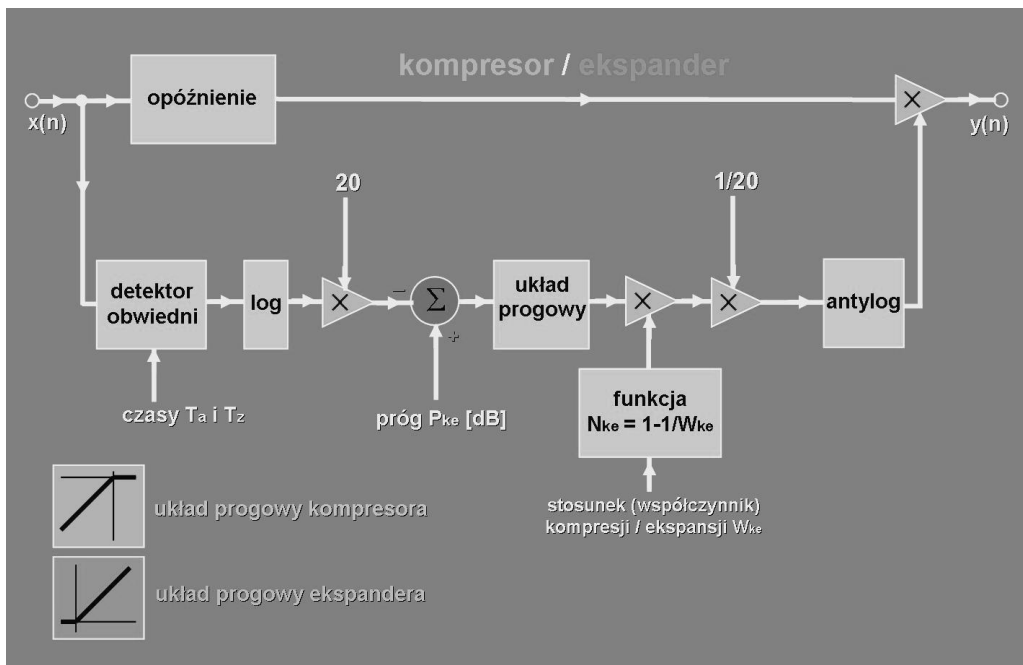 kompresor / ekspander
opóźnienie
x(n)
y(n)
20
1/20
detektor
obwiedni
log
×
−
Σ
+
układ
progowy
×
×
antylog
×
czasy Ta i Tz
próg Pke [dB]
funkcja
Nke = 1-1/Wke
stosunek (współczynnik)
kompresji / ekspansji Wke
układ progowy kompresora
układ progowy ekspandera